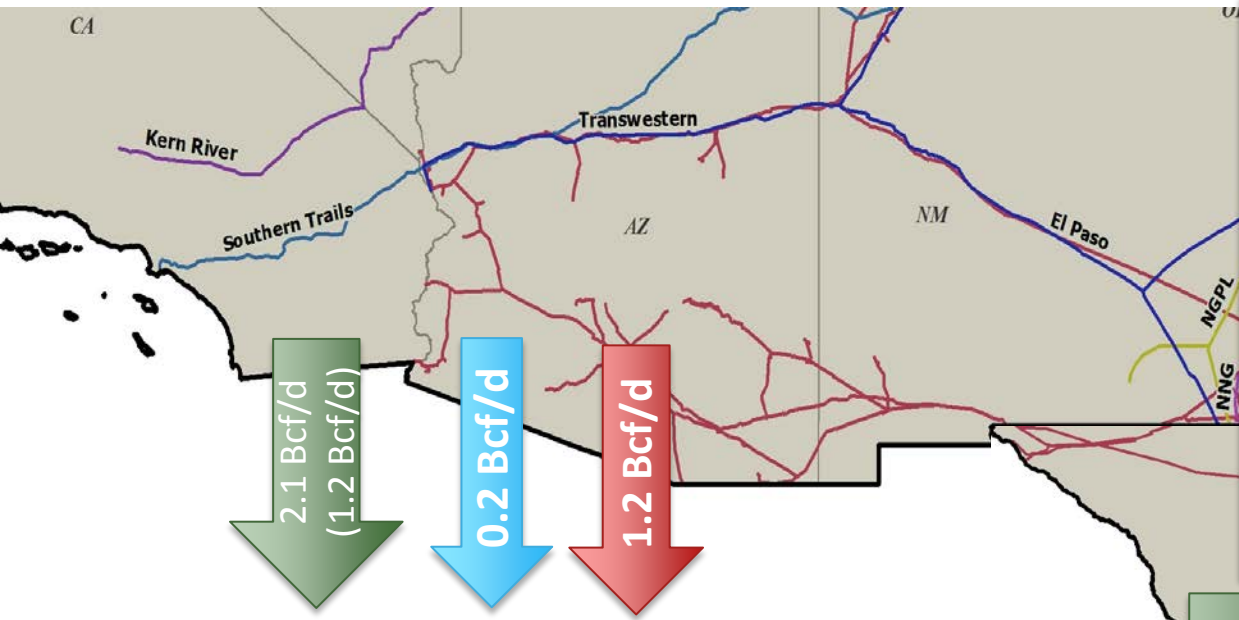 CA
Kern River
Southern Trails
Transwestern
AZ
NM
El Paso
NGPL
NNG
2.1 Bcf/d
(1.2 Bcf/d)
0.2 Bcf/d
1.2 Bcf/d